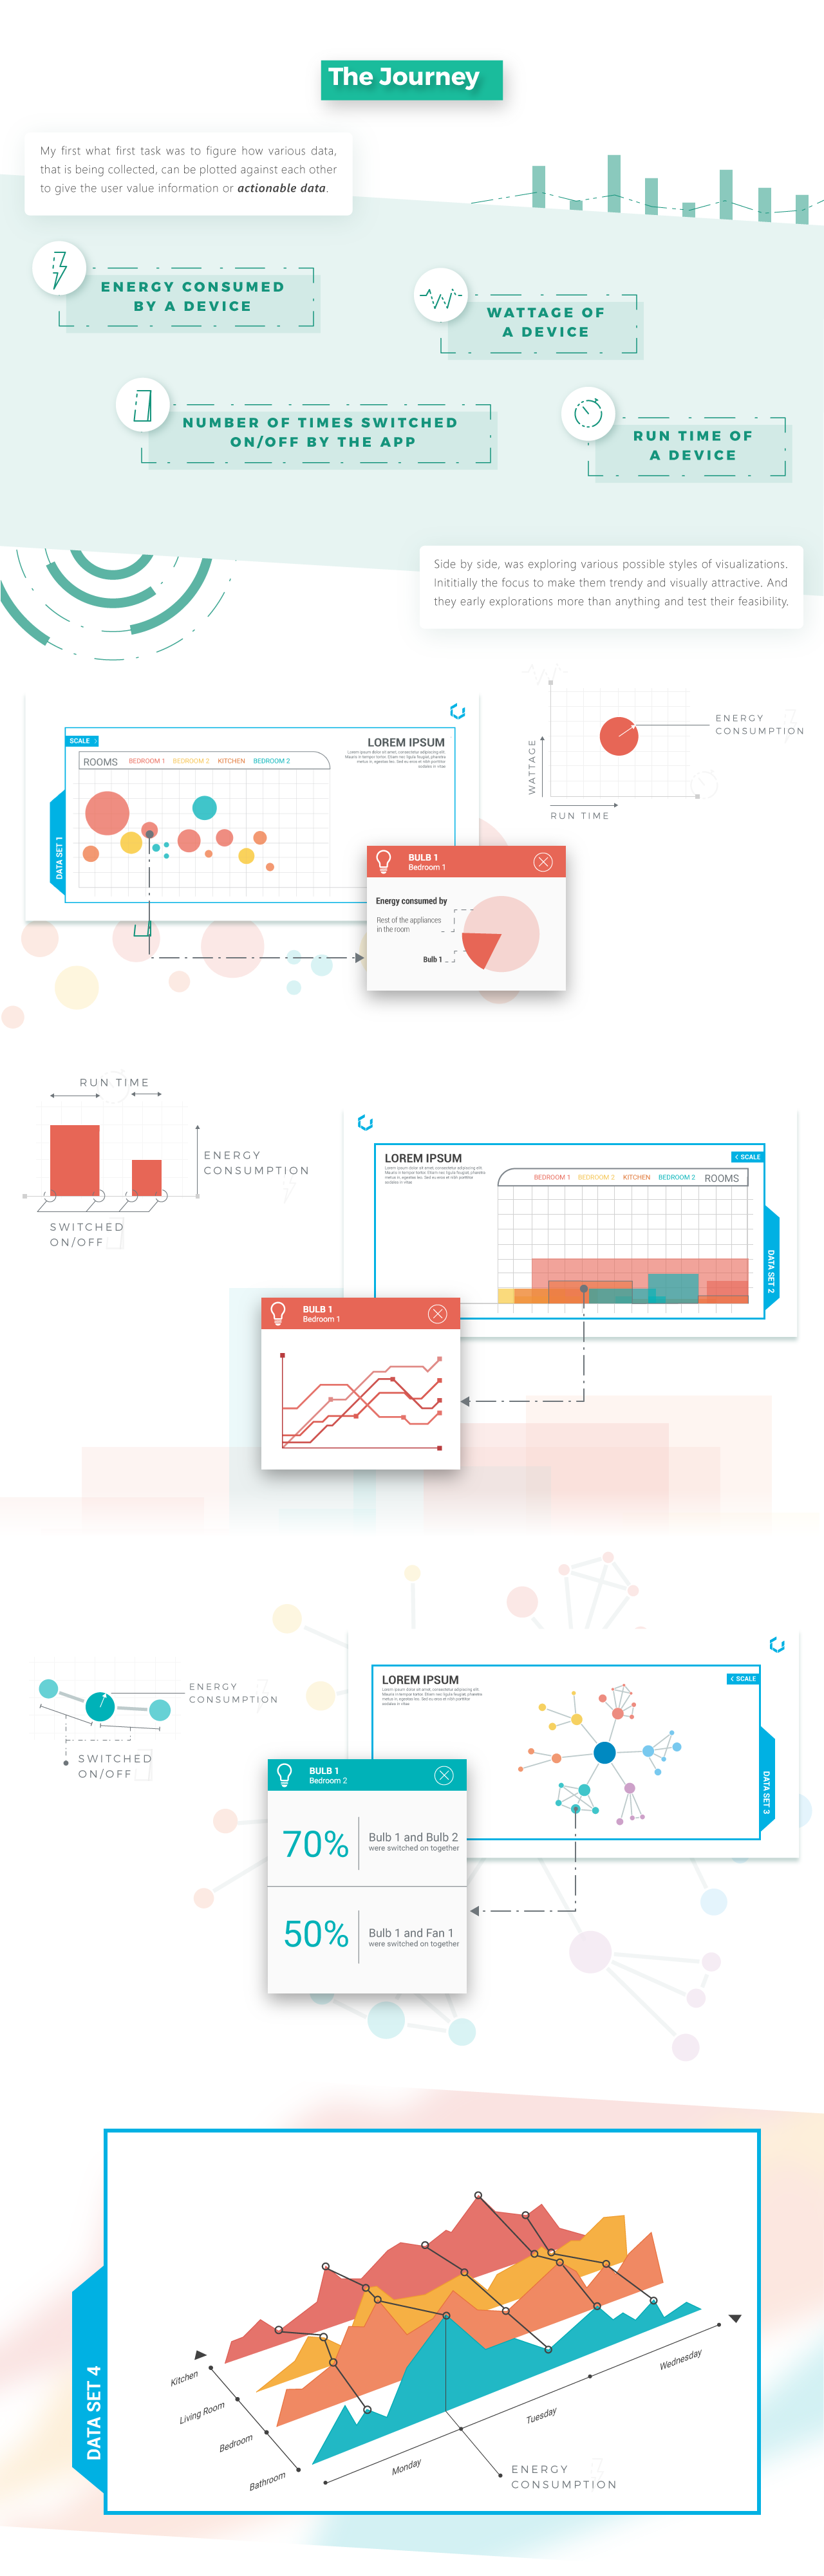 The Journey
My first what first task was to figure how various data,
that is being collected, can be plotted against each other
to give the user value information or actionable data.
ENERGY CONSUMED
BY A DEVICE
WATTAGE OF
A DEVICE
NUMBER OF TIMES SWITCHED
ON/OFF BY THE APP
RUN TIME OF
A DEVICE
Side by side, was exploring various possible styles of visualizations.
Inititially the focus to make them trendy and visually attractive. And
they early explorations more than anything and test their feasibility.
SCALE
LOREM IPSUM
ROOMS BEDROOM 1 BEDROOM 2 KITCHEN BEDROOM 2
DATA SET 1
WATTAGE
RUN TIME
ENERGY
CONSUMPTION
BULB 1
Bedroom 1
Energy consumed by
Rest of the appliances
in the room
Bulb 1
RUN TIME
ENERGY
CONSUMPTION
SWITCHED
ON/OFF
LOREM IPSUM
SCALE
BEDROOM 1 BEDROOM 2 KITCHEN BEDROOM 2 ROOMS
DATA SET 2
BULB 1
Bedroom 1
ENERGY
CONSUMPTION
SWITCHED
ON/OFF
LOREM IPSUM
SCALE
DATA SET 3
BULB 1
Bedroom 2
70%
Bulb 1 and Bulb 2
were switched on together
50%
Bulb 1 and Fan 1
were switched on together
DATA SET 4
Kitchen
Living Room
Bedroom
Bathroom
Monday
Tuesday
Wednesday
ENERGY
CONSUMPTION